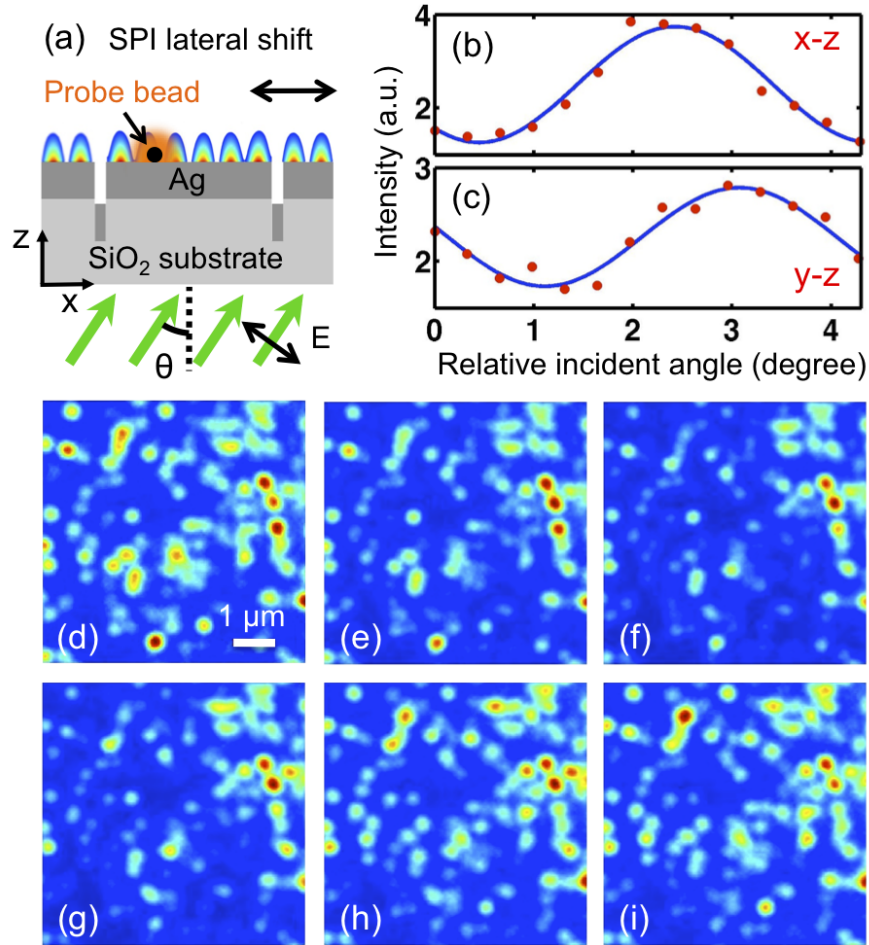 (a) SPI lateral shift
Probe bead
Ag
SiO₂ substrate
z
x
θ
E
Intensity (a.u.)
4
2
(b)
x-z
3
2
(c)
y-z
0 1 2 3 4
Relative incident angle (degree)
(d)
1 μm
(e)
(f)
(g)
(h)
(i)